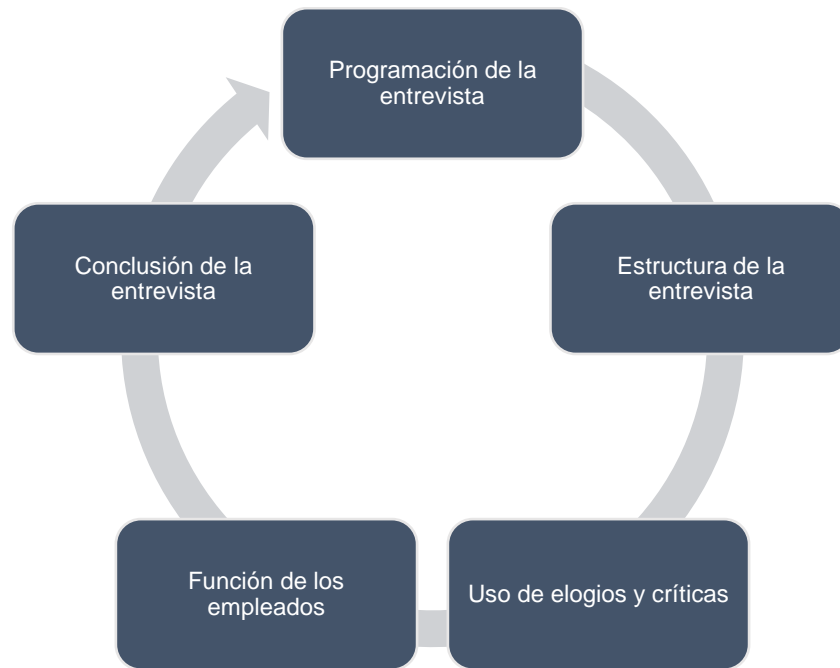 Programación de la
entrevista
Estructura de la
entrevista
Uso de elogios y críticas
Función de los
empleados
Conclusión de la
entrevista